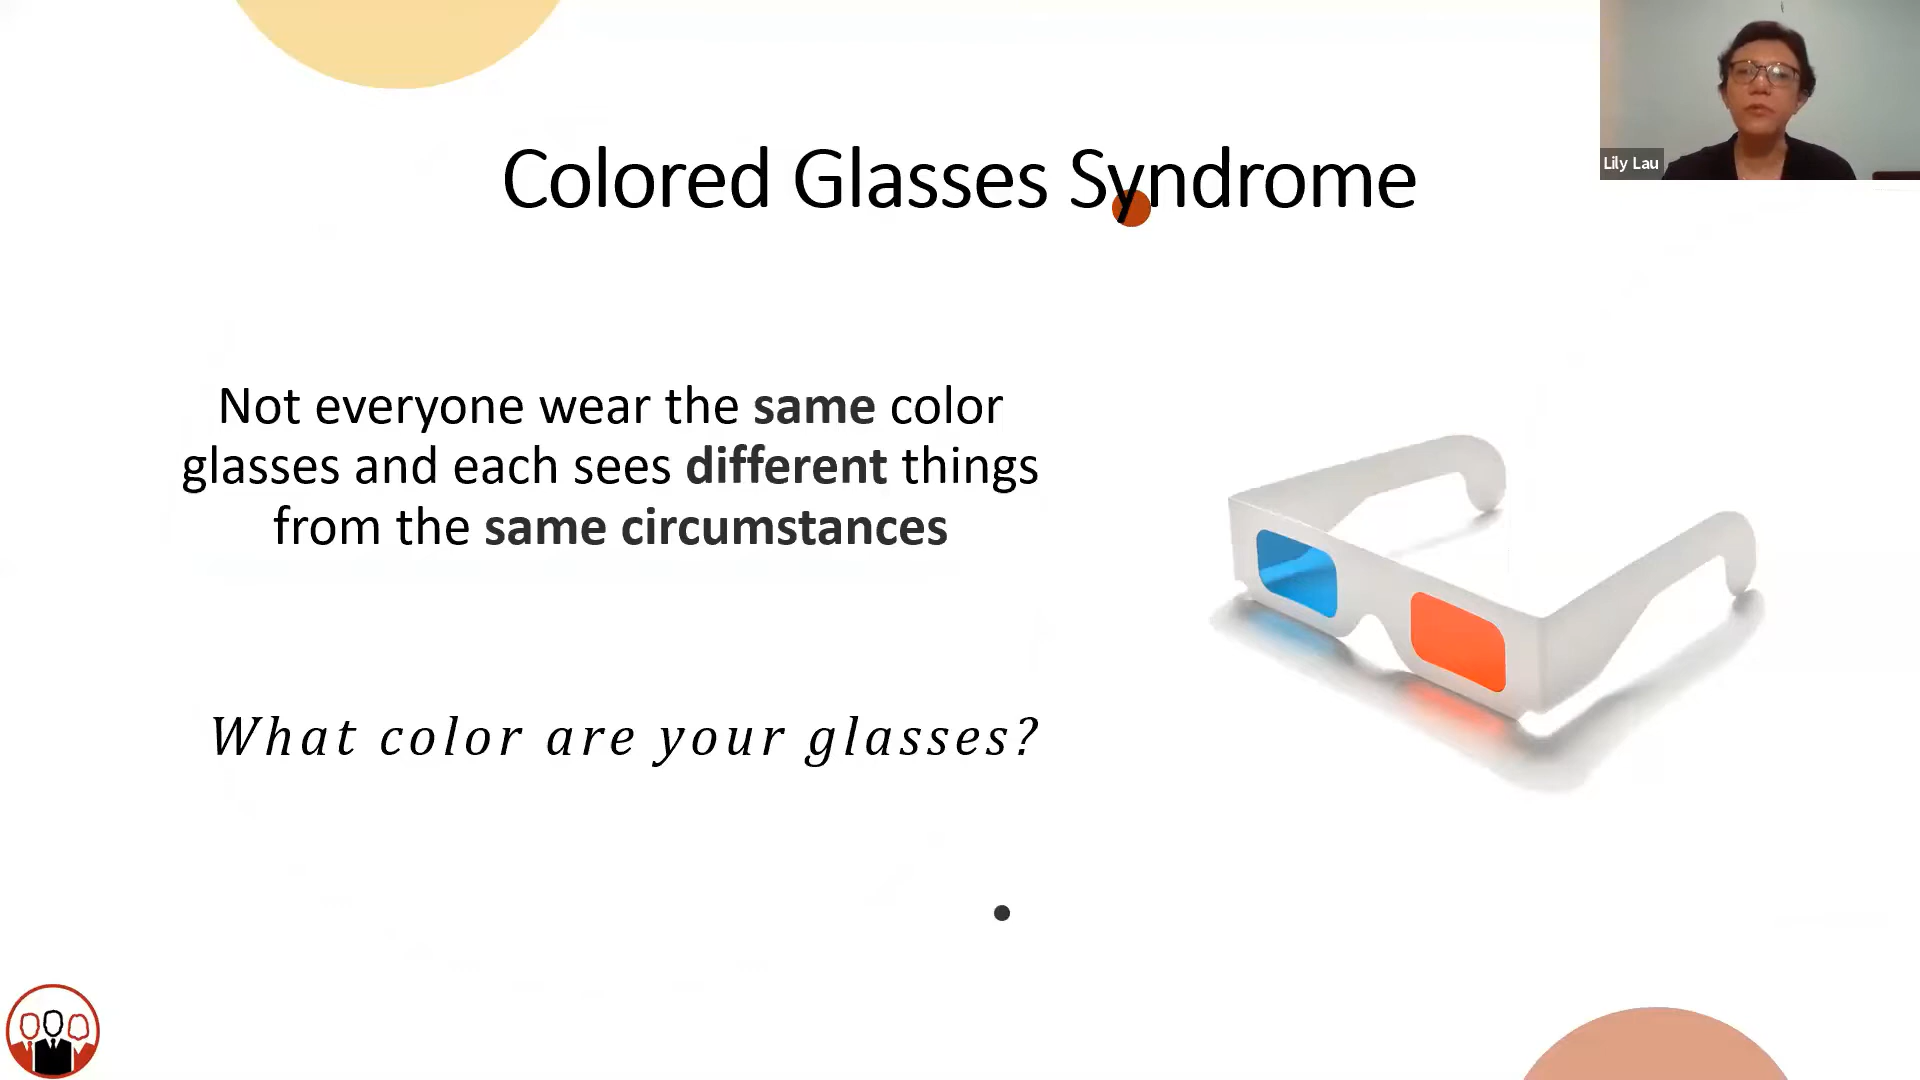 Colored Glasses Syndrome
Lily Lau
Not everyone wear the same color
glasses and each sees different things
from the same circumstances
What color are your glasses?